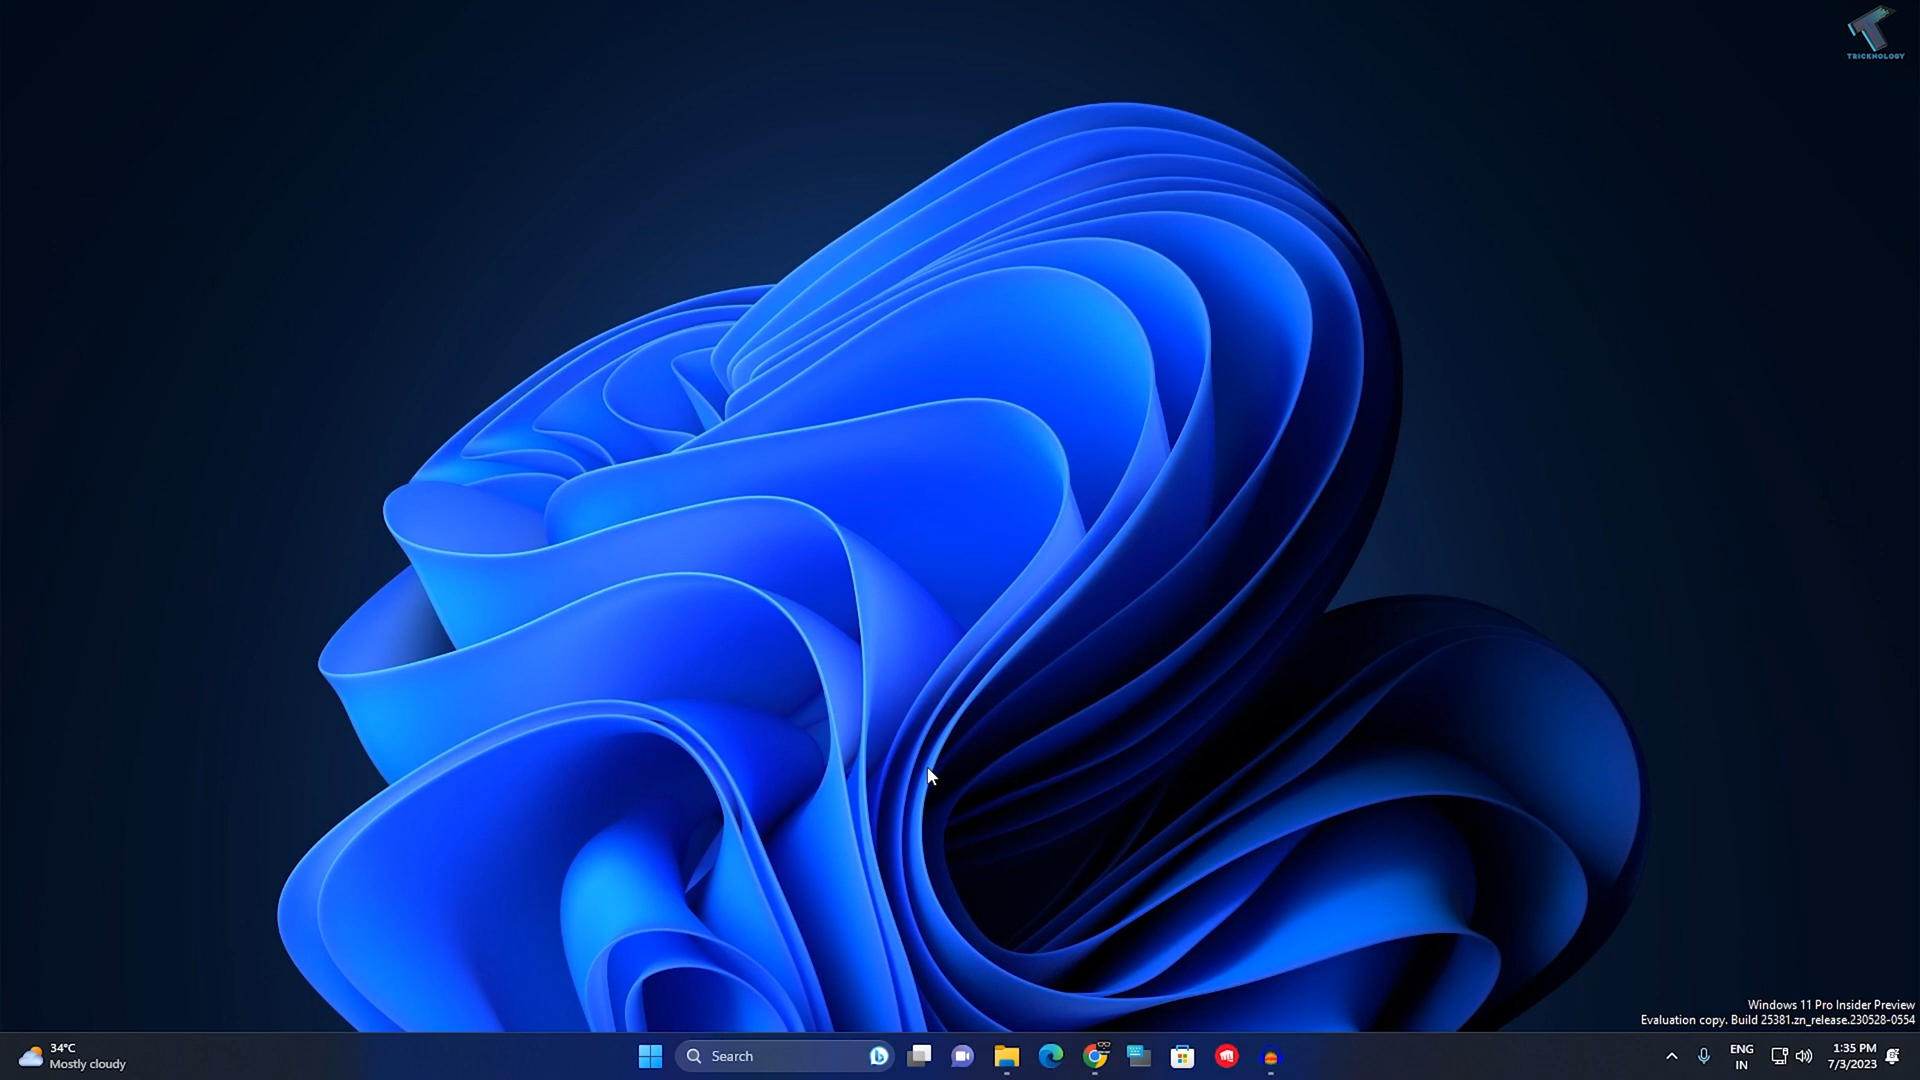 TRICKNOLOGY
Windows 11 Pro Insider Preview
Evaluation copy. Build 25381.zn_release.230528-0554
34°C
Mostly cloudy
Search
ENG
IN
1:35 PM
7/3/2023